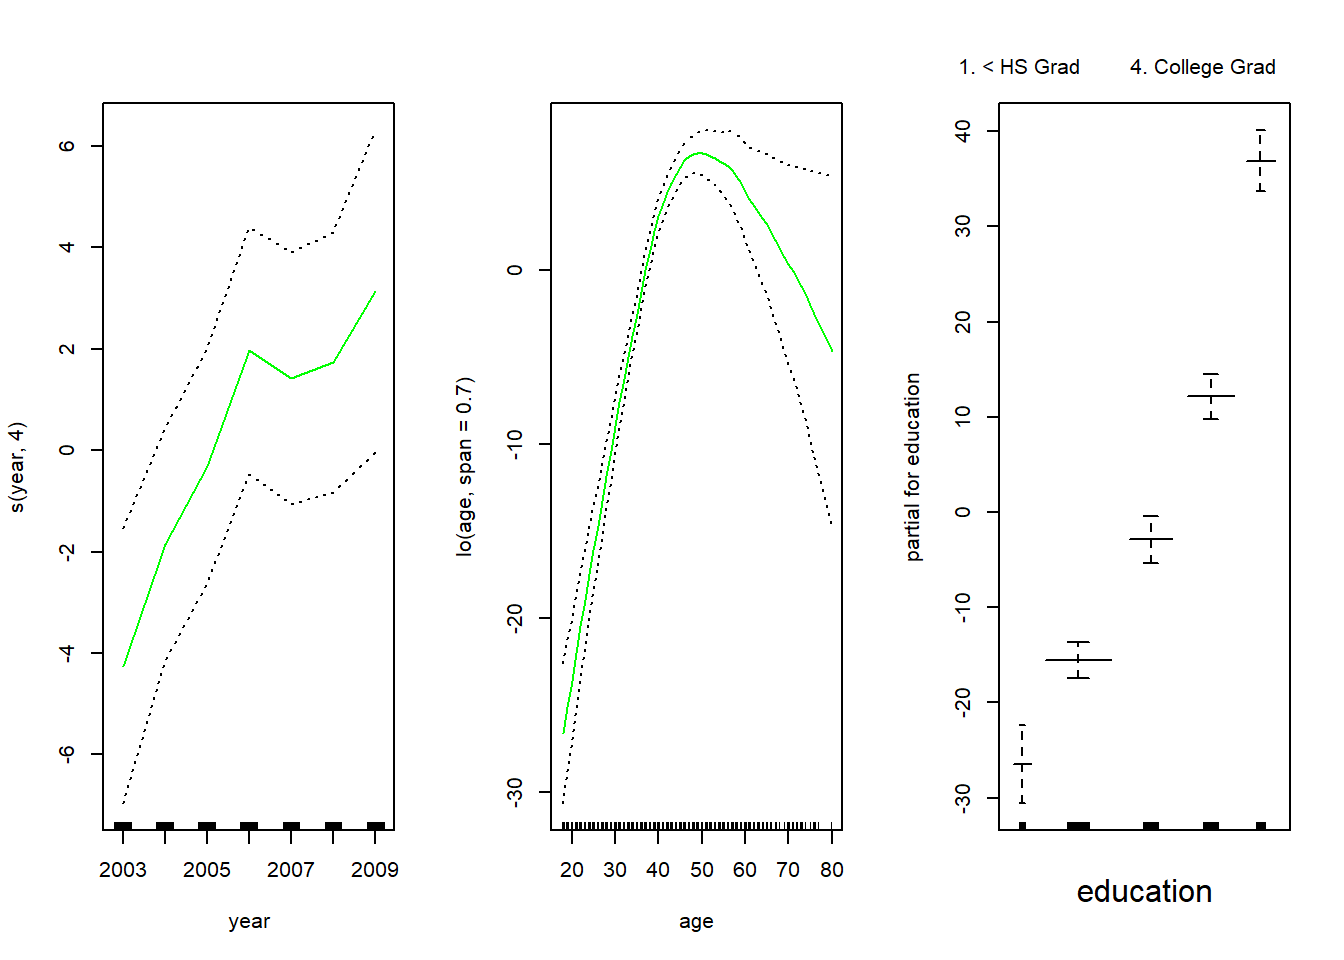 1. < HS Grad 4. College Grad
s(year, 4)
6
4
2
0
-2
-4
-6
2003 2005 2007 2009
year
lo(age, span = 0.7)
0
-10
-20
-30
20 30 40 50 60 70 80
age
partial for education
40
30
20
10
0
-10
-20
-30
education